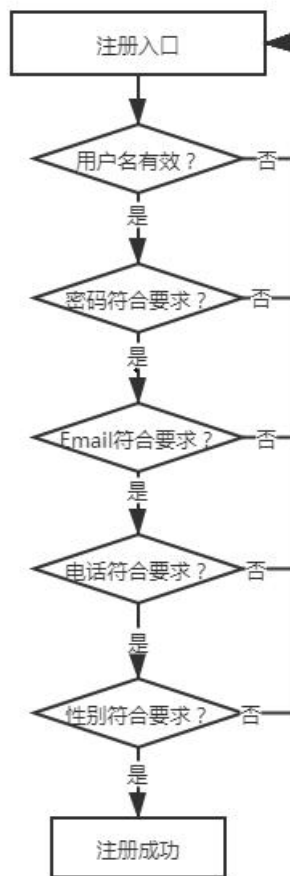 注册入口
用户名有效？
否
是
密码符合要求？
否
是
Email符合要求？
否
是
电话符合要求？
否
是
性别符合要求？
否
是
注册成功